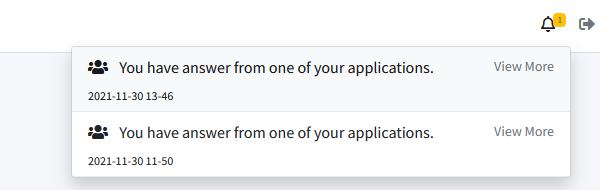 1
You have answer from one of your applications. View More
2021-11-30 13-46
You have answer from one of your applications. View More
2021-11-30 11-50